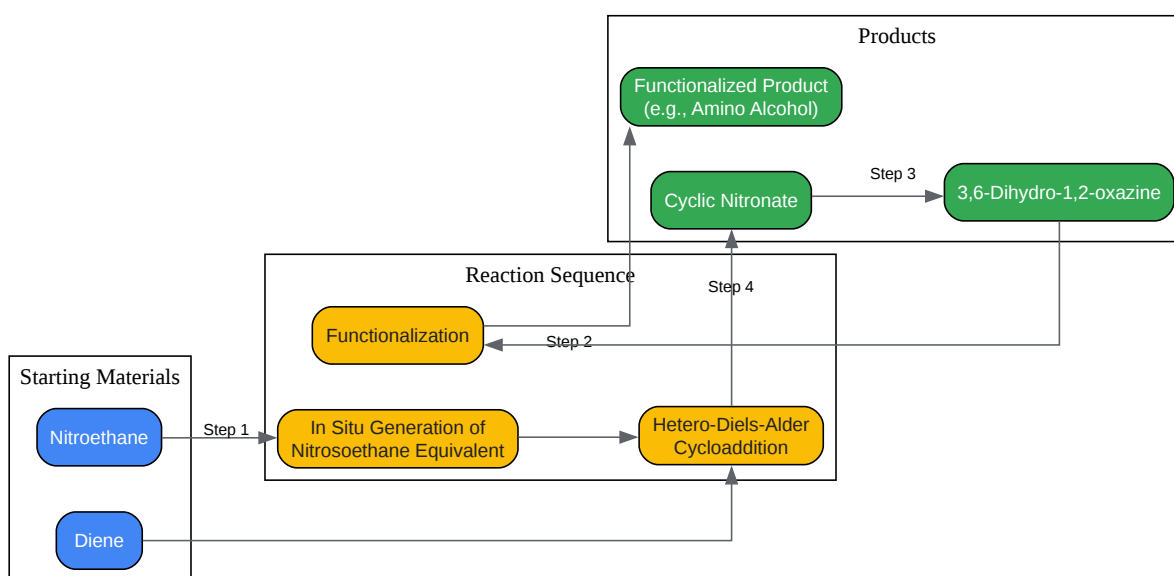 Products
Functionalized Product
(e.g., Amino Alcohol)
Step 3
Cyclic Nitronate
3,6-Dihydro-1,2-oxazine
Reaction Sequence
Step 4
Functionalization
Step 2
Starting Materials
Nitroethane
Step 1
In Situ Generation of
Nitrosoethane Equivalent
Hetero-Diels-Alder
Cycloaddition
Diene